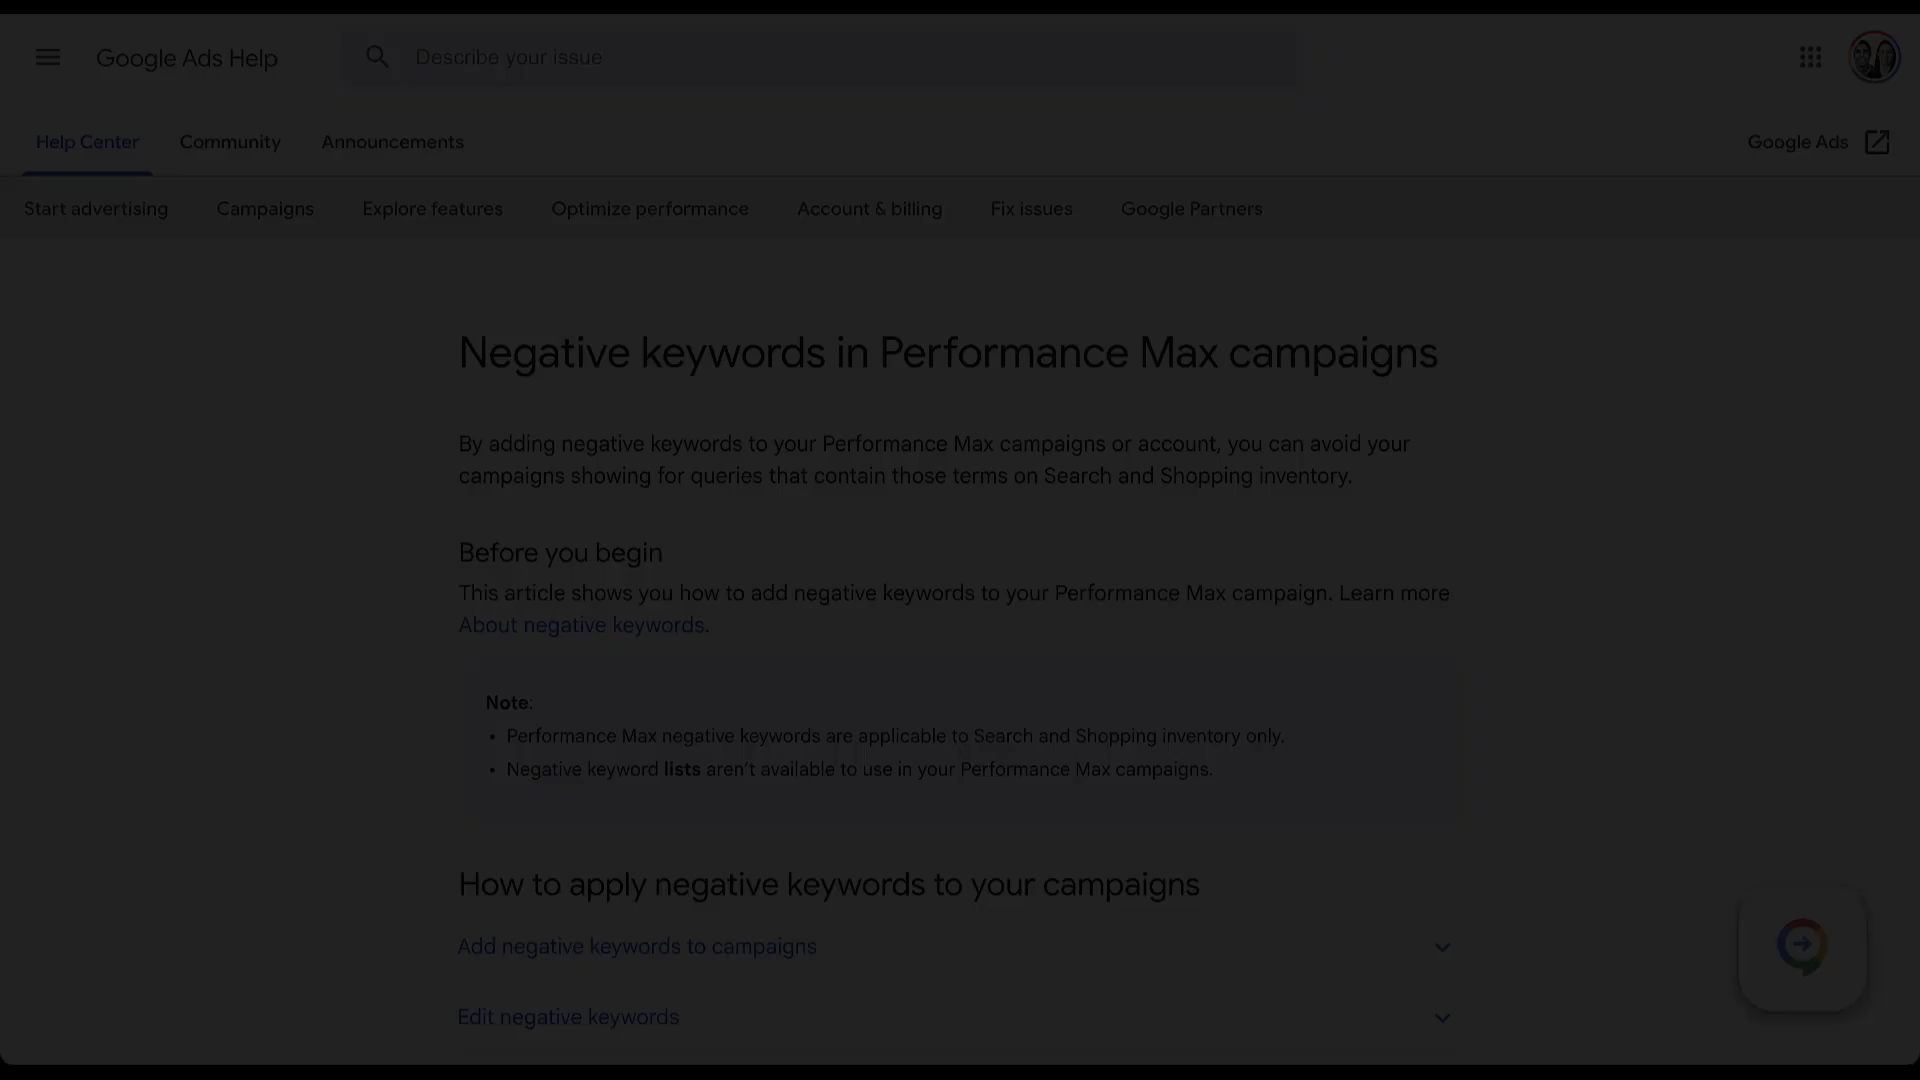 Google Ads Help
Describe your issue
Help Center
Community
Announcements
Google Ads
Start advertising
Campaigns
Explore features
Optimize performance
Account & billing
Fix issues
Google Partners
Negative keywords in Performance Max campaigns
By adding negative keywords to your Performance Max campaigns or account, you can avoid your
campaigns showing for queries that contain those terms on Search and Shopping inventory.
Before you begin
This article shows you how to add negative keywords to your Performance Max campaign. Learn more
About negative keywords.
Note:
• Performance Max negative keywords are applicable to Search and Shopping inventory only.
• Negative keyword lists aren't available to use in your Performance Max campaigns.
How to apply negative keywords to your campaigns
Add negative keywords to campaigns
Edit negative keywords